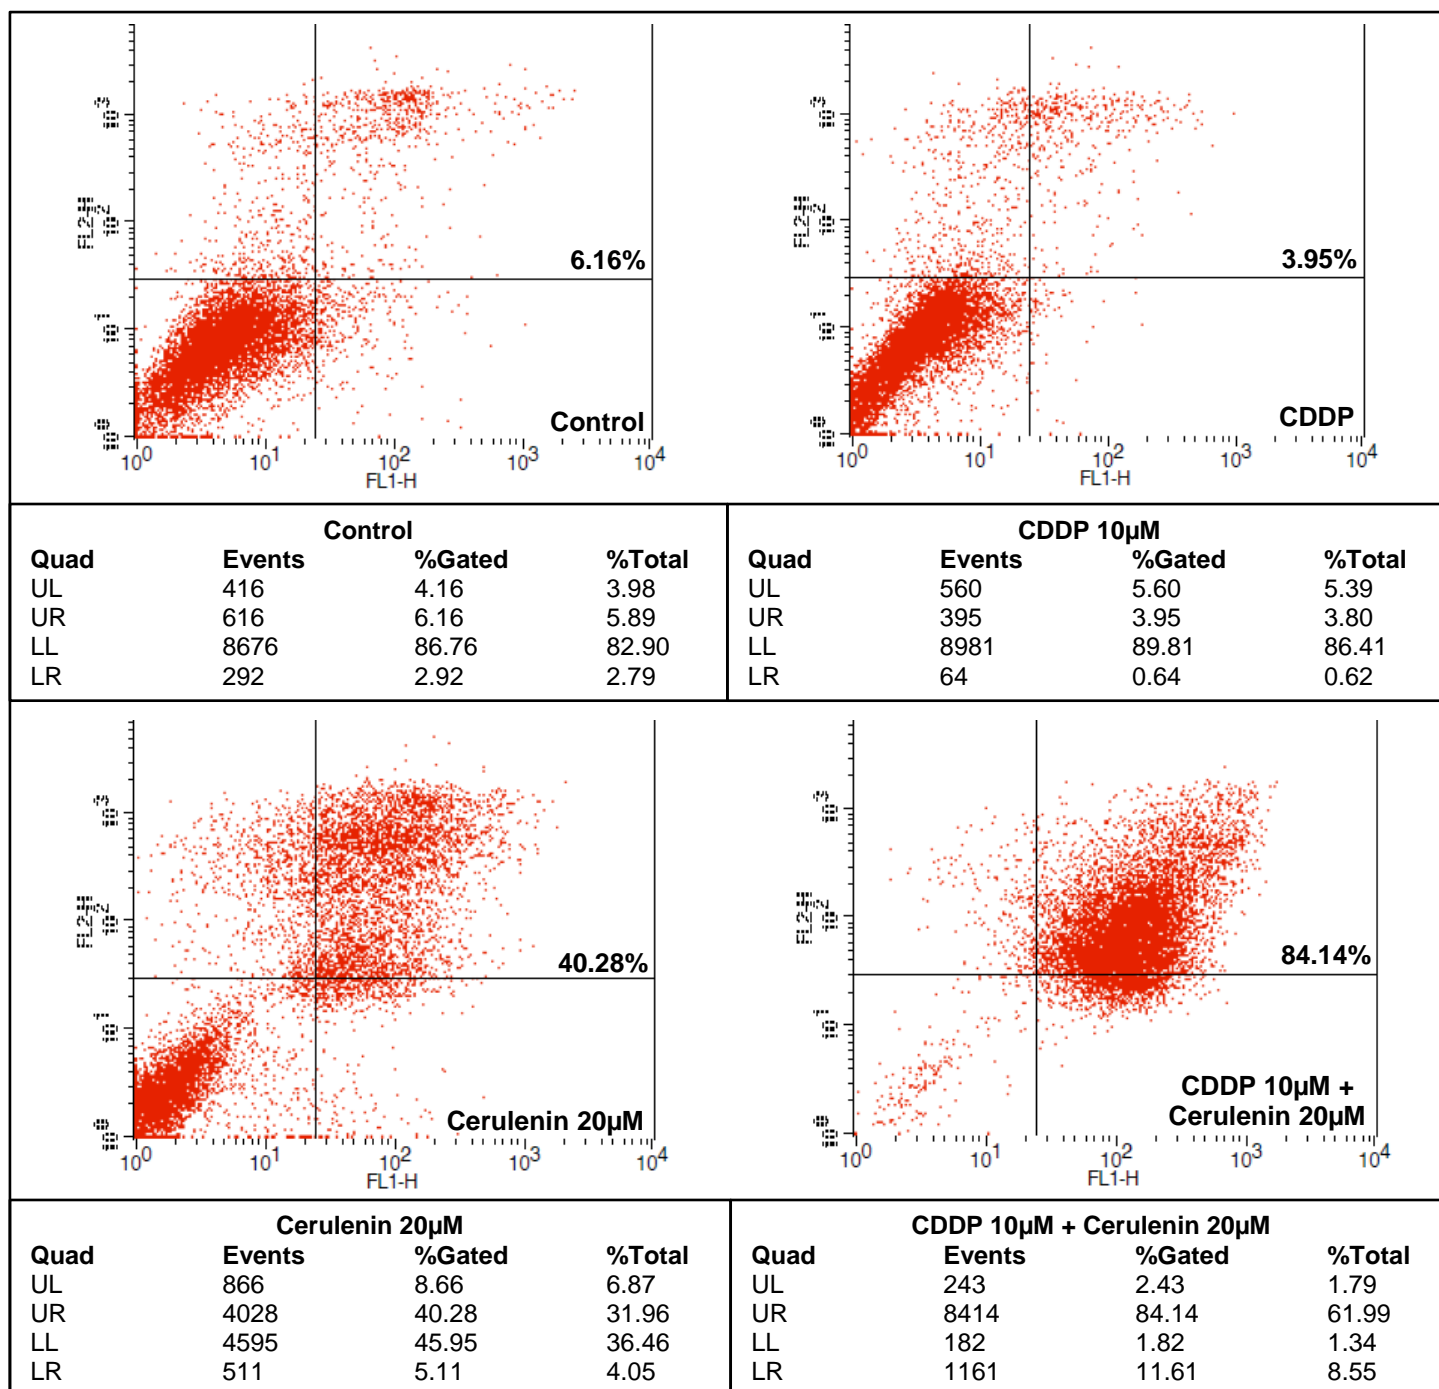 10^3
FL2-H
10^2
6.16%
10^1
Control
10^0
10^0 10^1 10^2 10^3 10^4
FL1-H
10^3
FL2-H
10^2
3.95%
10^1
CDDP
10^0
10^0 10^1 10^2 10^3 10^4
FL1-H
Control
Quad Events %Gated %Total
UL 416 4.16 3.98
UR 616 6.16 5.89
LL 8676 86.76 82.90
LR 292 2.92 2.79
CDDP 10µM
Quad Events %Gated %Total
UL 560 5.60 5.39
UR 395 3.95 3.80
LL 8981 89.81 86.41
LR 64 0.64 0.62
10^3
FL2-H
10^2
40.28%
10^1
Cerulenin 20µM
10^0
10^0 10^1 10^2 10^3 10^4
FL1-H
10^3
FL2-H
10^2
84.14%
10^1
CDDP 10µM +
Cerulenin 20µM
10^0
10^0 10^1 10^2 10^3 10^4
FL1-H
Cerulenin 20µM
Quad Events %Gated %Total
UL 866 8.66 6.87
UR 4028 40.28 31.96
LL 4595 45.95 36.46
LR 511 5.11 4.05
CDDP 10µM + Cerulenin 20µM
Quad Events %Gated %Total
UL 243 2.43 1.79
UR 8414 84.14 61.99
LL 182 1.82 1.34
LR 1161 11.61 8.55